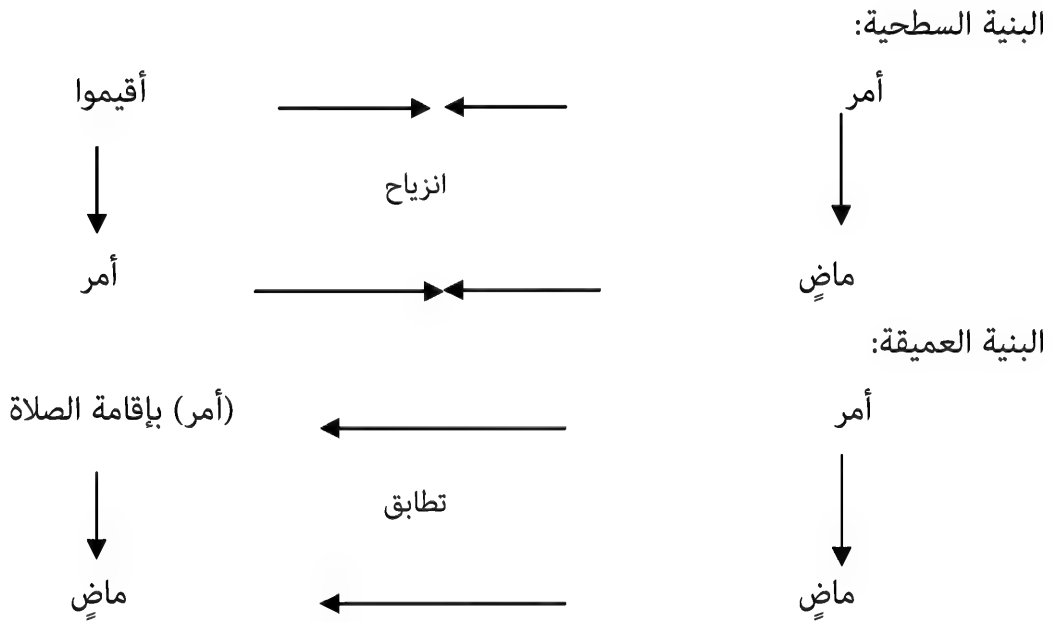 البنية السطحية:
أمر أقيموا
انزياح
ماضٍ أمر
البنية العميقة:
أمر (أمر) بإقامة الصلاة
تطابق
ماضٍ ماضٍ